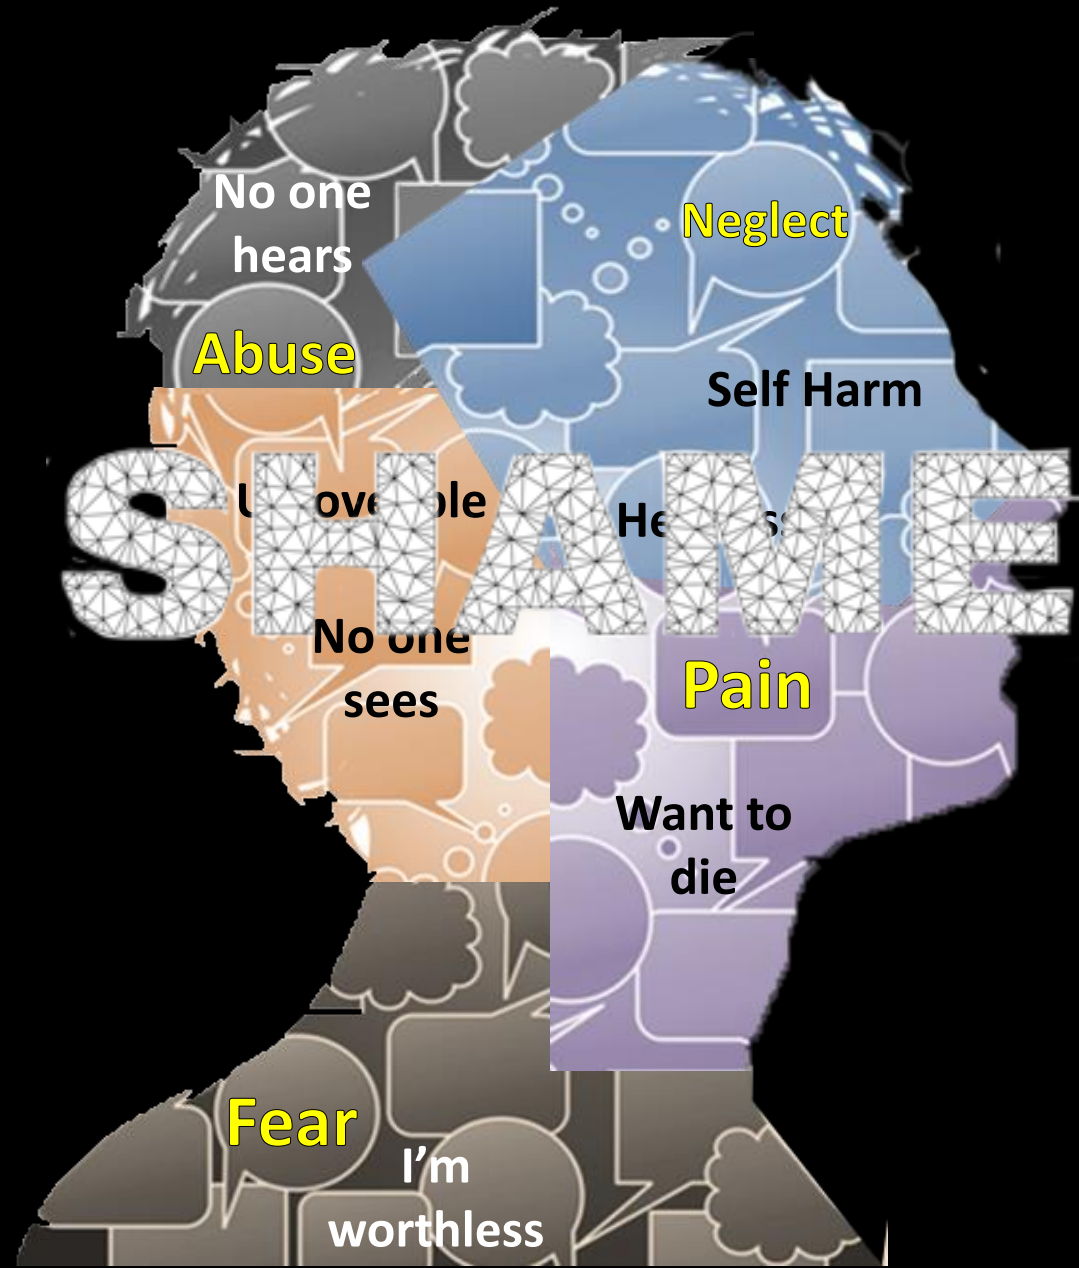 No one
hears
Neglect
Abuse
Self Harm
SHAME
No one
sees
Pain
Want to
die
Fear
I'm
worthless